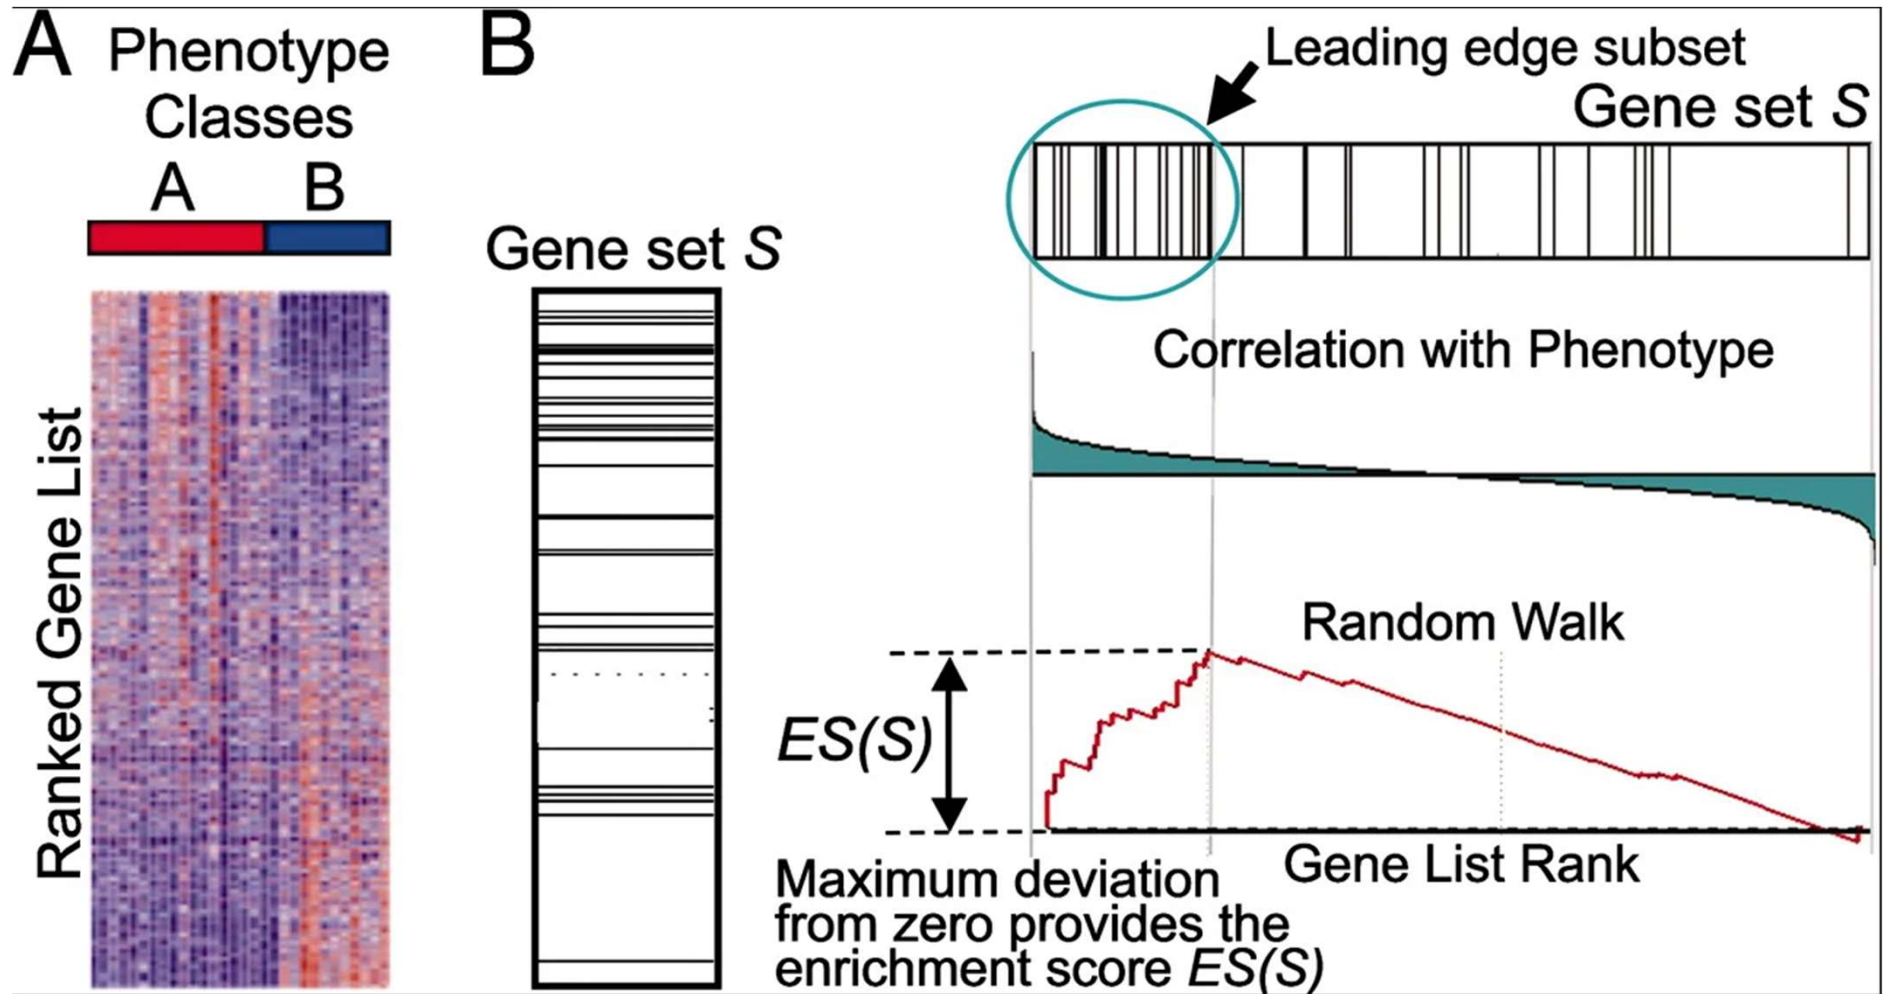 A
Phenotype
Classes
A
B
Ranked Gene List
B
Gene set S
Leading edge subset
Gene set S
Correlation with Phenotype
Random Walk
ES(S)
Gene List Rank
Maximum deviation
from zero provides the
enrichment score ES(S)